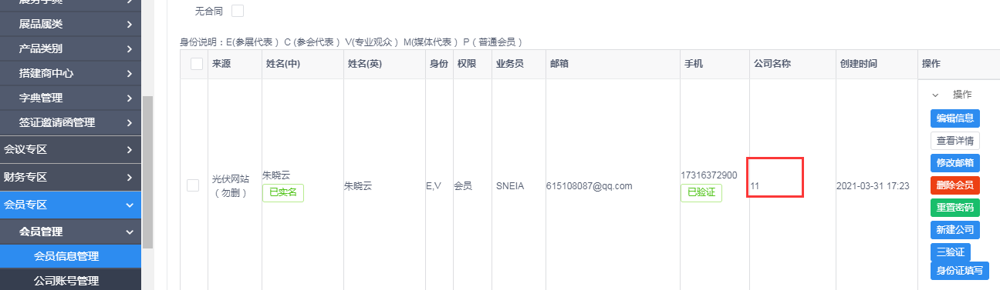 展品属类
产品类别
搭建商中心
字典管理
签证邀请函管理
会议专区
财务专区
会员专区
会员管理
会员信息管理
公司账号管理
无合同
身份说明：E(参展代表 ) C (参会代表 ) V(专业观众 ) M(媒体代表 ) P ( 普通会员 )
来源 姓名(中) 姓名(英) 身份 权限 业务员 邮箱 手机 公司名称 创建时间 操作
光伏网站（勿删） 朱晓云 已实名 朱晓云 E,V 会员 SNEIA 615108087@qq.com 17316372900 已验证 11 2021-03-31 17:23
操作
编辑信息
查看详情
修改邮箱
删除会员
重置密码
新建公司
三验证
身份证填写